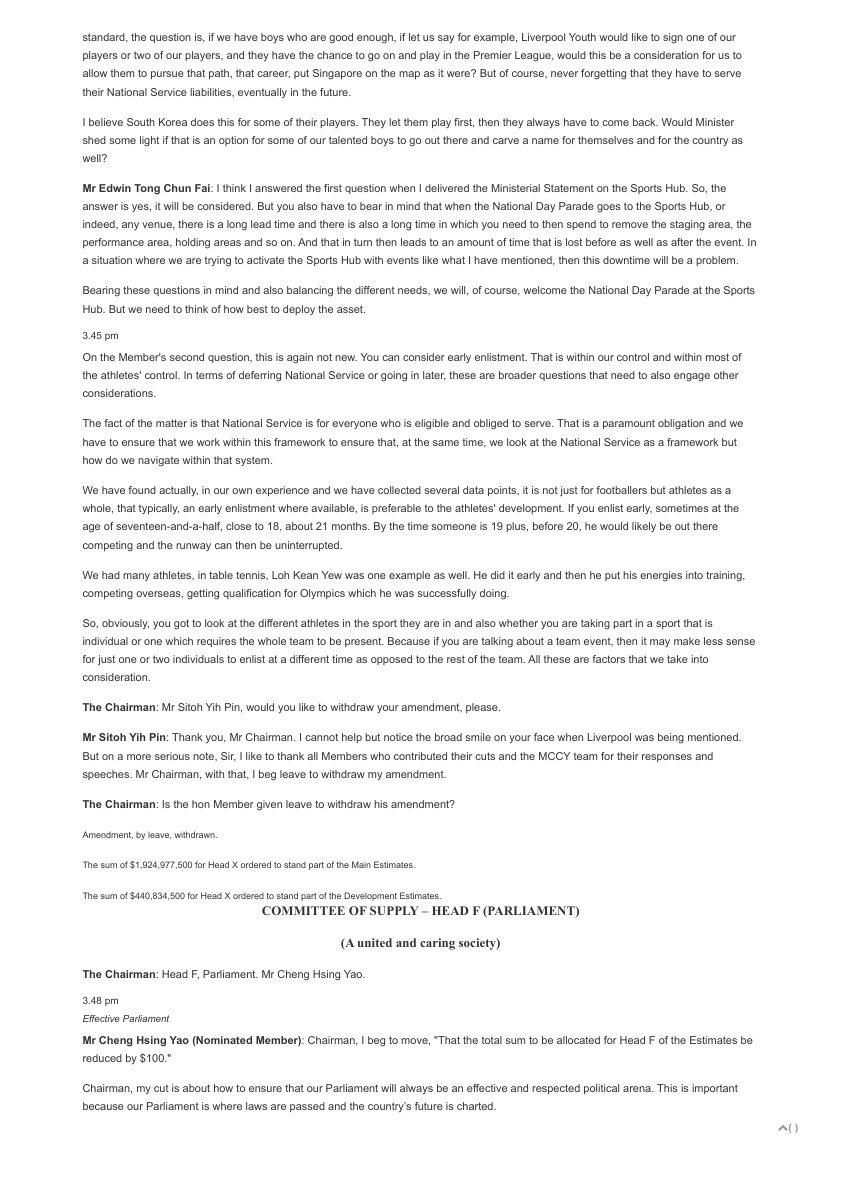 standard, the question is, if we have boys who are good enough, if let us say for example, Liverpool Youth would like to sign one of our
players or two of our players, and they have the chance to go on and play in the Premier League, would this be a consideration for us to
allow them to pursue that path, that career, put Singapore on the map as it were? But of course, never forgetting that they have to serve
their National Service liabilities, eventually in the future.
I believe South Korea does this for some of their players. They let them play first, then they always have to come back. Would Minister
shed some light if that is an option for some of our talented boys to go out there and carve a name for themselves and for the country as
well?
Mr Edwin Tong Chun Fai: I think I answered the first question when I delivered the Ministerial Statement on the Sports Hub. So, the
answer is yes, it will be considered. But you also have to bear in mind that when the National Day Parade goes to the Sports Hub, or
indeed, any venue, there is a long lead time and there is also a long time in which you need to then spend to remove the staging area, the
performance area, holding areas and so on. And that in turn then leads to an amount of time that is lost before as well as after the event. In
a situation where we are trying to activate the Sports Hub with events like what I have mentioned, then this downtime will be a problem.
Bearing these questions in mind and also balancing the different needs, we will, of course, welcome the National Day Parade at the Sports
Hub. But we need to think of how best to deploy the asset.
3.45 pm
On the Member's second question, this is again not new. You can consider early enlistment. That is within our control and within most of
the athletes' control. In terms of deferring National Service or going in later, these are broader questions that need to also engage other
considerations.
The fact of the matter is that National Service is for everyone who is eligible and obliged to serve. That is a paramount obligation and we
have to ensure that we work within this framework to ensure that, at the same time, we look at the National Service as a framework but
how do we navigate within that system.
We have found actually, in our own experience and we have collected several data points, it is not just for footballers but athletes as a
whole, that typically, an early enlistment where available, is preferable to the athletes' development. If you enlist early, sometimes at the
age of seventeen-and-a-half, close to 18, about 21 months. By the time someone is 19 plus, before 20, he would likely be out there
competing and the runway can then be uninterrupted.
We had many athletes, in table tennis, Loh Kean Yew was one example as well. He did it early and then he put his energies into training,
competing overseas, getting qualification for Olympics which he was successfully doing.
So, obviously, you got to look at the different athletes in the sport they are in and also whether you are taking part in a sport that is
individual or one which requires the whole team to be present. Because if you are talking about a team event, then it may make less sense
for just one or two individuals to enlist at a different time as opposed to the rest of the team. All these are factors that we take into
consideration.
The Chairman: Mr Sitoh Yih Pin, would you like to withdraw your amendment, please.
Mr Sitoh Yih Pin: Thank you, Mr Chairman. I cannot help but notice the broad smile on your face when Liverpool was being mentioned.
But on a more serious note, Sir, I like to thank all Members who contributed their cuts and the MCCY team for their responses and
speeches. Mr Chairman, with that, I beg leave to withdraw my amendment.
The Chairman: Is the hon Member given leave to withdraw his amendment?
Amendment, by leave, withdrawn.
The sum of $1,924,977,500 for Head X ordered to stand part of the Main Estimates.
The sum of $440,834,500 for Head X ordered to stand part of the Development Estimates.
COMMITTEE OF SUPPLY – HEAD F (PARLIAMENT)
(A united and caring society)
The Chairman: Head F, Parliament. Mr Cheng Hsing Yao.
3.48 pm
Effective Parliament
Mr Cheng Hsing Yao (Nominated Member): Chairman, I beg to move, "That the total sum to be allocated for Head F of the Estimates be
reduced by $100."
Chairman, my cut is about how to ensure that our Parliament will always be an effective and respected political arena. This is important
because our Parliament is where laws are passed and the country's future is charted.
( )